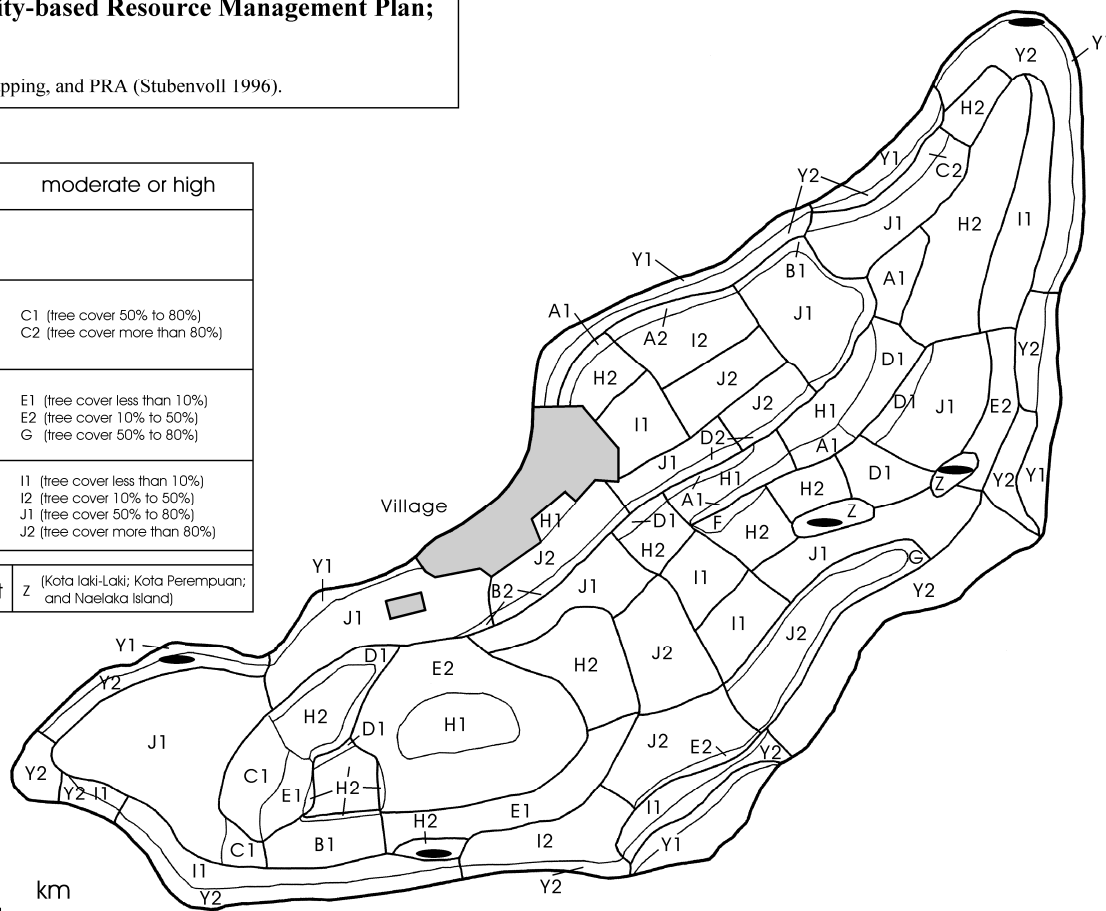 ity-based Resource Management Plan;
pping, and PRA (Stubenvoll 1996).
moderate or high
C1 (tree cover 50% to 80%)
C2 (tree cover more than 80%)
E1 (tree cover less than 10%)
E2 (tree cover 10% to 50%)
G (tree cover 50% to 80%)
I1 (tree cover less than 10%)
I2 (tree cover 10% to 50%)
J1 (tree cover 50% to 80%)
J2 (tree cover more than 80%)
t Z (Kota laki-Laki; Kota Perempuan;
and Naelaka Island)
km
Y2
Y
H2
Y1
C2
Y2
J1
H2
I1
Y1
B1
A1
A1
J1
A2
I2
Y2
D1
H2
J2
D1
J1
E2
J2
H1
I1
D2
A1
J1
H1
D1
Z
Y2
Y1
H2
A1
Village
H1
D1
F
H2
Z
J2
H2
J1
G
Y1
B2
J1
I1
Y2
J1
I1
J2
Y1
D1
E2
H2
J2
Y2
H2
H1
D1
J1
J2
E2
Y2
Y2
C1
Y2
I1
E1
H2
I1
E1
H2
I2
Y1
C1
B1
I1
Y2
Y2